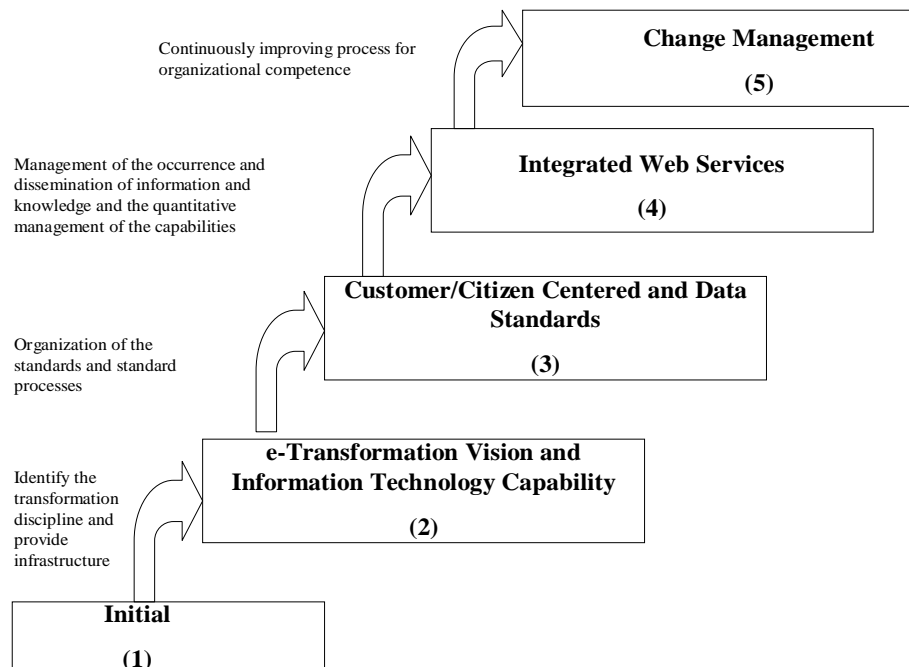 Change Management
(5)
Continuously improving process for
organizational competence
Integrated Web Services
(4)
Management of the occurrence and
dissemination of information and
knowledge and the quantitative
management of the capabilities
Customer/Citizen Centered and Data
Standards
(3)
Organization of the
standards and standard
processes
e-Transformation Vision and
Information Technology Capability
(2)
Identify the
transformation
discipline and
provide
infrastructure
Initial
(1)